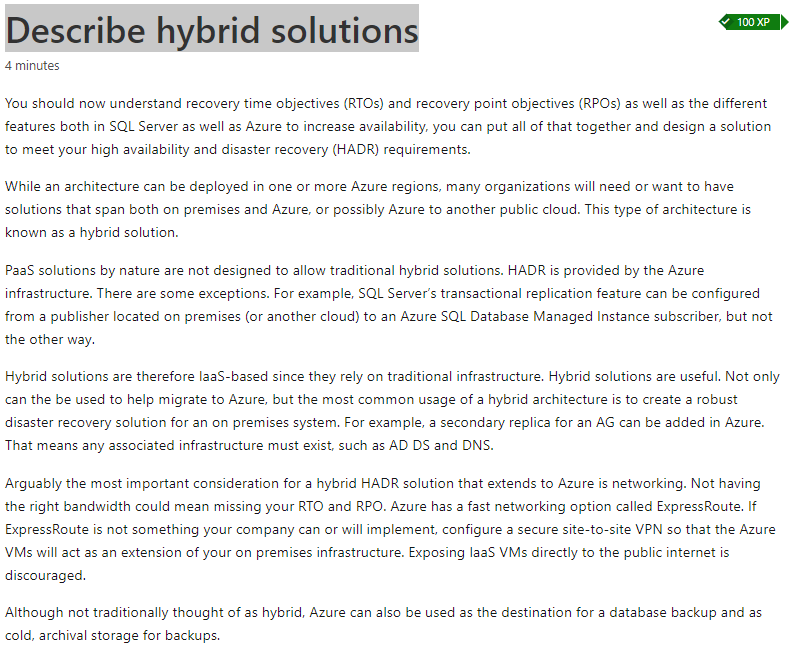 Describe hybrid solutions
100 XP
4 minutes
You should now understand recovery time objectives (RTOs) and recovery point objectives (RPOs) as well as the different
features both in SQL Server as well as Azure to increase availability, you can put all of that together and design a solution
to meet your high availability and disaster recovery (HADR) requirements.
While an architecture can be deployed in one or more Azure regions, many organizations will need or want to have
solutions that span both on premises and Azure, or possibly Azure to another public cloud. This type of architecture is
known as a hybrid solution.
PaaS solutions by nature are not designed to allow traditional hybrid solutions. HADR is provided by the Azure
infrastructure. There are some exceptions. For example, SQL Server's transactional replication feature can be configured
from a publisher located on premises (or another cloud) to an Azure SQL Database Managed Instance subscriber, but not
the other way.
Hybrid solutions are therefore IaaS-based since they rely on traditional infrastructure. Hybrid solutions are useful. Not only
can the be used to help migrate to Azure, but the most common usage of a hybrid architecture is to create a robust
disaster recovery solution for an on premises system. For example, a secondary replica for an AG can be added in Azure.
That means any associated infrastructure must exist, such as AD DS and DNS.
Arguably the most important consideration for a hybrid HADR solution that extends to Azure is networking. Not having
the right bandwidth could mean missing your RTO and RPO. Azure has a fast networking option called ExpressRoute. If
ExpressRoute is not something your company can or will implement, configure a secure site-to-site VPN so that the Azure
VMs will act as an extension of your on premises infrastructure. Exposing IaaS VMs directly to the public internet is
discouraged.
Although not traditionally thought of as hybrid, Azure can also be used as the destination for a database backup and as
cold, archival storage for backups.